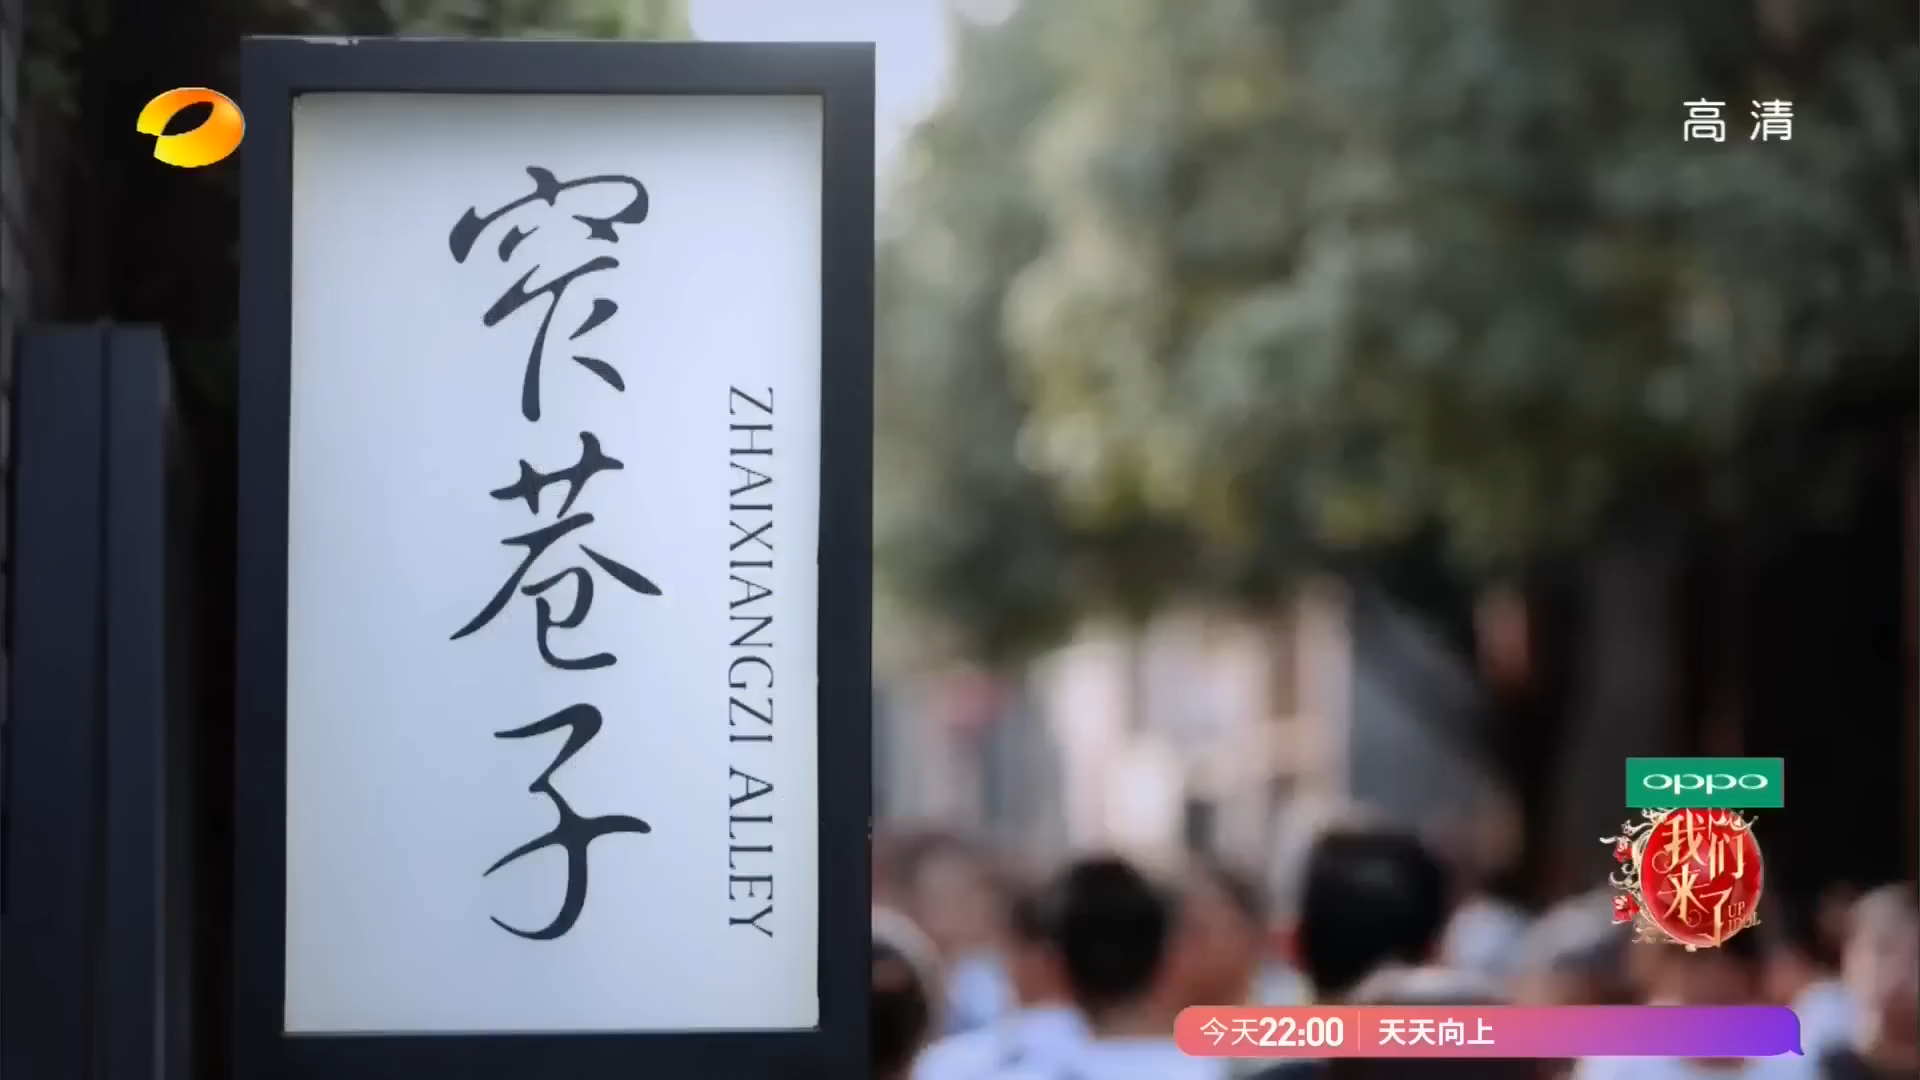 高清
窄巷子
ZHAIXIANGZI ALLEY
oppo
我们
来了
UP
IDOL
今天22:00 天天向上